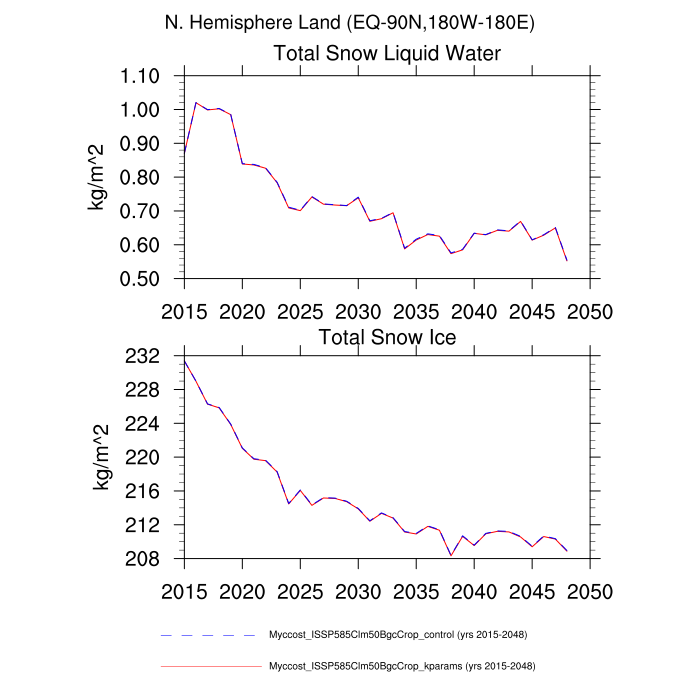 N. Hemisphere Land (EQ-90N,180W-180E)
Total Snow Liquid Water
1.10
1.00
0.90
0.80
0.70
0.60
0.50
kg/m^2
2015 2020 2025 2030 2035 2040 2045 2050
Total Snow Ice
232
228
224
220
216
212
208
kg/m^2
2015 2020 2025 2030 2035 2040 2045 2050
Myccost_ISSP585Clm50BgcCrop_control (yrs 2015-2048)
Myccost_ISSP585Clm50BgcCrop_kparams (yrs 2015-2048)